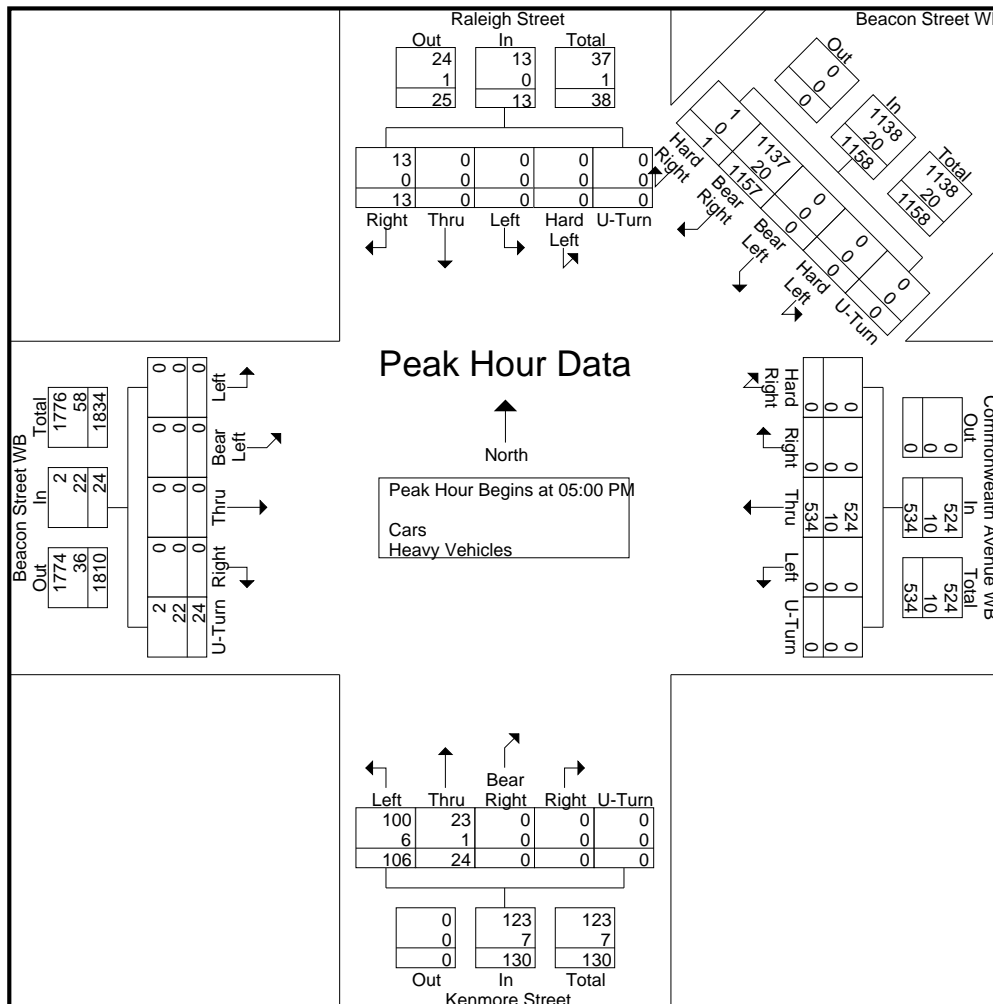 Raleigh Street
Out In Total
24 13 37
1 0 1
25 13 38
13 0 0 0 0
0 0 0 0 0
13 0 0 0 0
Right Thru Left Hard Left U-Turn
Beacon Street WB
Out
0
0
0
In
1138
20
1158
Total
1138
20
1158
1 1137 0 0 0
0 20 0 0 0
1 1157 0 0 0
Hard Right
Bear Right
Bear Left
Hard Left
U-Turn
Peak Hour Data
North
Peak Hour Begins at 05:00 PM
Cars
Heavy Vehicles
Beacon Street WB
Total In Out
1776 2 1774
58 22 36
1834 24 1810
0 0 0 0 2
0 0 0 0 22
0 0 0 0 24
Left
Bear Left
Thru
Right
U-Turn
Commonwealth Avenue WB
Out In Total
0 524 524
0 10 10
0 534 534
0 0 524 0 0
0 0 10 0 0
0 0 534 0 0
Hard Right
Right
Thru
Left
U-Turn
Left Thru Bear Right Right U-Turn
100 23 0 0 0
6 1 0 0 0
106 24 0 0 0
0 123 123
0 7 7
0 130 130
Out In Total
Kenmore Street